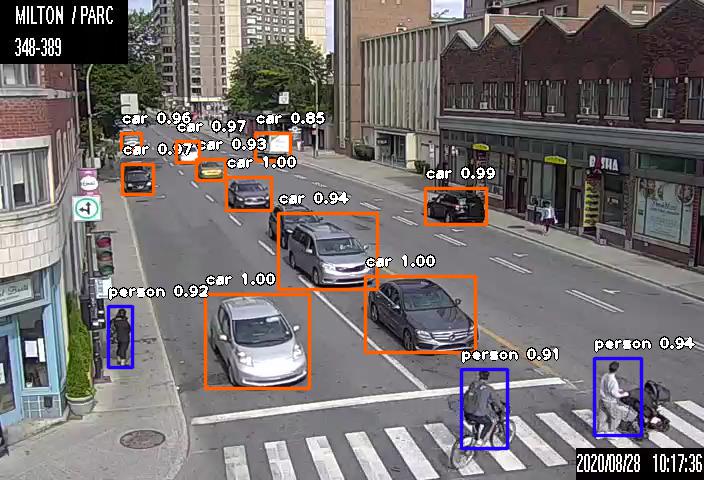 MILTON / PARC
348-389
car 0.96
car 0.97
car 0.85
car 0.97
car 0.93
car 1.00
car 0.99
car 0.94
car 1.00
person 0.92
car 1.00
person 0.91
person 0.94
2020/08/28 10:17:36